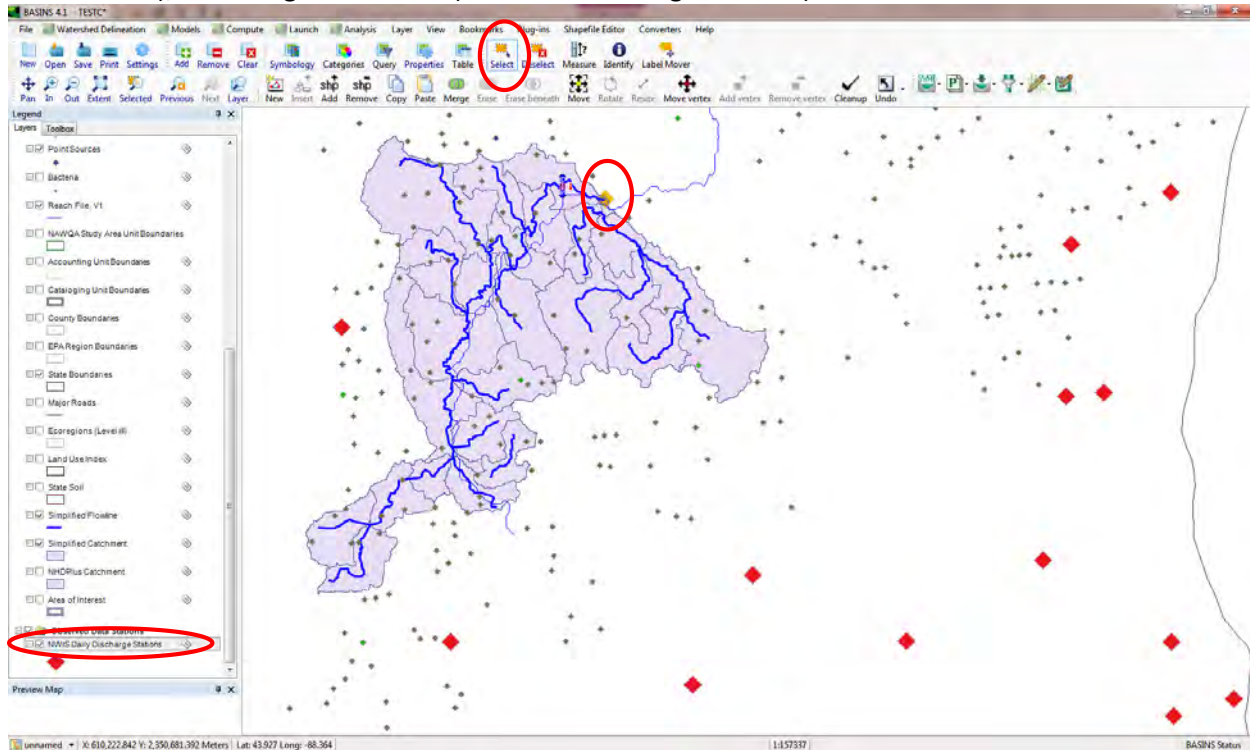 BASINS 4.1 - TESTC*
File Watershed Delineation Models Compute Launch Analysis Layer View Bookmarks Plug-ins Shapefile Editor Converters Help
New Open Save Print Settings Add Remove Clear Symbology Categories Query Properties Table Select Deselect Measure Identify Label Mover
Pan In Out Extent Selected Previous Next Layer New Insert Add Remove Copy Paste Merge Erase Erase beneath Move Rotate Resize Move vertex Add vertex Remove vertex Cleanup Undo
Legend
Layers Toolbox
Point Sources
Bacteria
Reach File, V1
NAWQA Study Area Unit Boundaries
Accounting Unit Boundaries
Cataloging Unit Boundaries
County Boundaries
EPA Region Boundaries
State Boundaries
Major Roads
Ecoregions (Level III)
Land Use Index
State Soil
Simplified Flowline
Simplified Catchment
NHDPlus Catchment
Area of Interest
Observed Data Stations
NWIS Daily Discharge Stations
Preview Map
unnamed X: 610,222.842 Y: 2,350,681.392 Meters Lat: 43.927 Long: -88.364 1:157337 BASINS Status